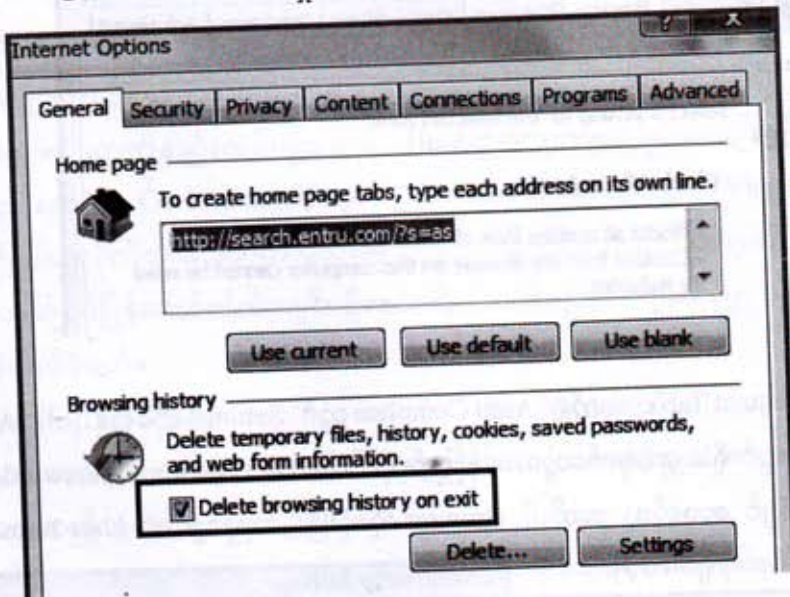 Internet Options
? X
General Security Privacy Content Connections Programs Advanced
Home page
To create home page tabs, type each address on its own line.
http://search.entru.com/?s=as
Use current Use default Use blank
Browsing history
Delete temporary files, history, cookies, saved passwords,
and web form information.
Delete browsing history on exit
Delete... Settings